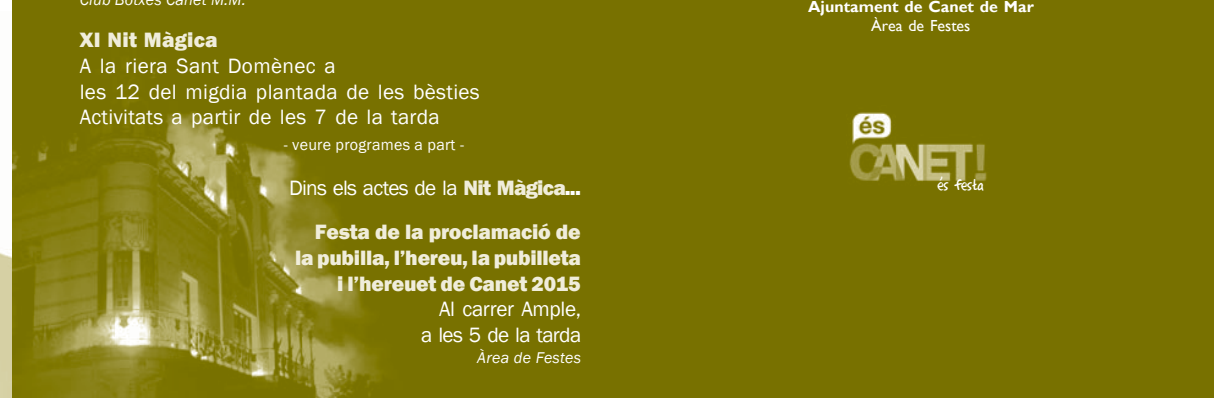 Club Botxes Canet M.M.
XI Nit Màgica
A la riera Sant Domènec a
les 12 del migdia plantada de les bèsties
Activitats a partir de les 7 de la tarda
- veure programes a part -
Dins els actes de la Nit Màgica...
Festa de la proclamació de
la pubilla, l'hereu, la pubilleta
i l'hereuet de Canet 2015
Al carrer Ample,
a les 5 de la tarda
Àrea de Festes
Ajuntament de Canet de Mar
Àrea de Festes
és
CANET!
és festa